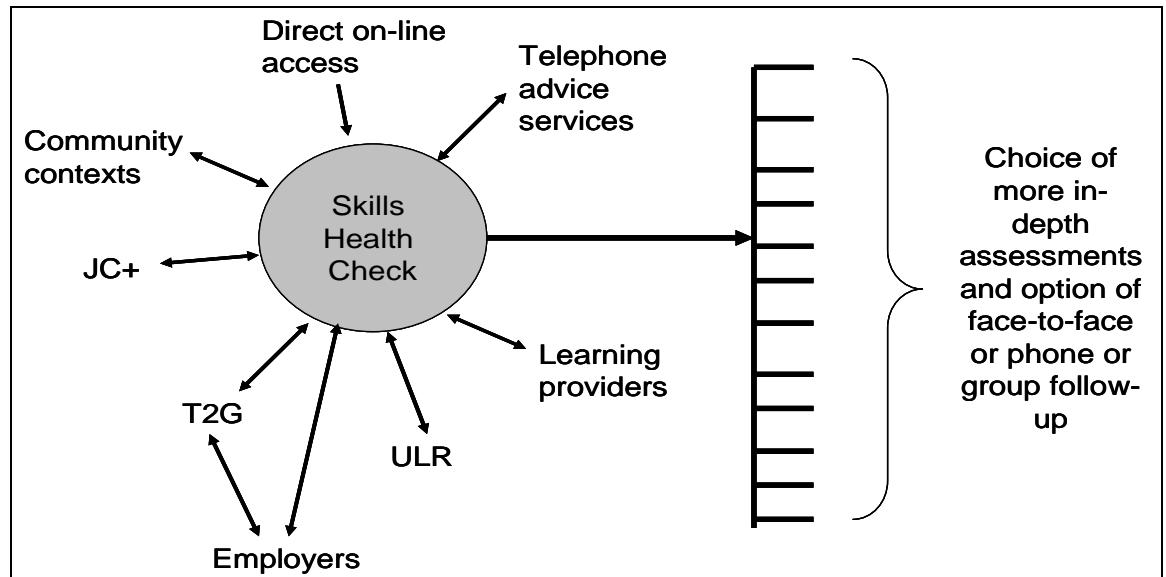 Direct on-line
access
Telephone
advice
services
Community
contexts
Skills
Health
Check
JC+
Learning
providers
T2G
ULR
Employers
Choice of
more in-
depth
assessments
and option of
face-to-face
or phone or
group follow-
up